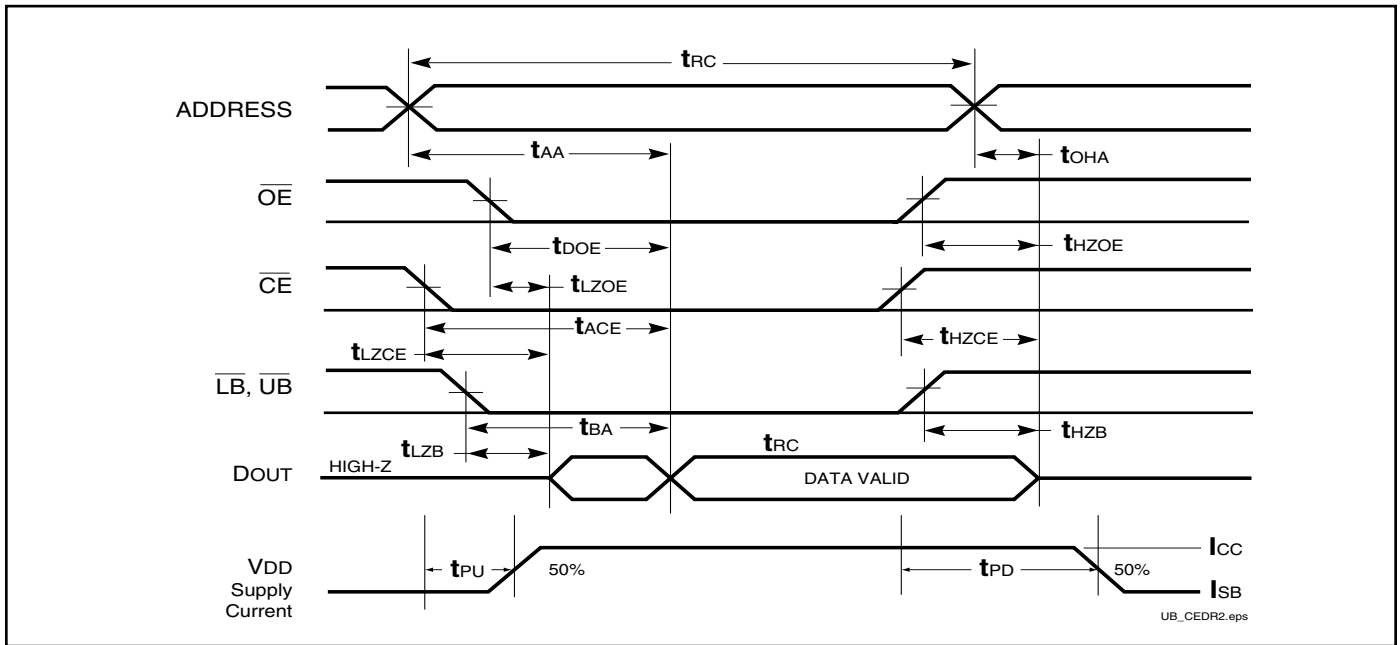 tRC
ADDRESS
tAA
tOHA
OE
tDOE
tHZOE
CE
tLZOE
tACE
tHZCE
tLZCE
LB, UB
tBA
tHZB
tLZB
tRC
DOUT
HIGH-Z
DATA VALID
ICC
VDD
Supply
Current
tPU
50%
tPD
50%
ISB
UB_CEDR2.eps